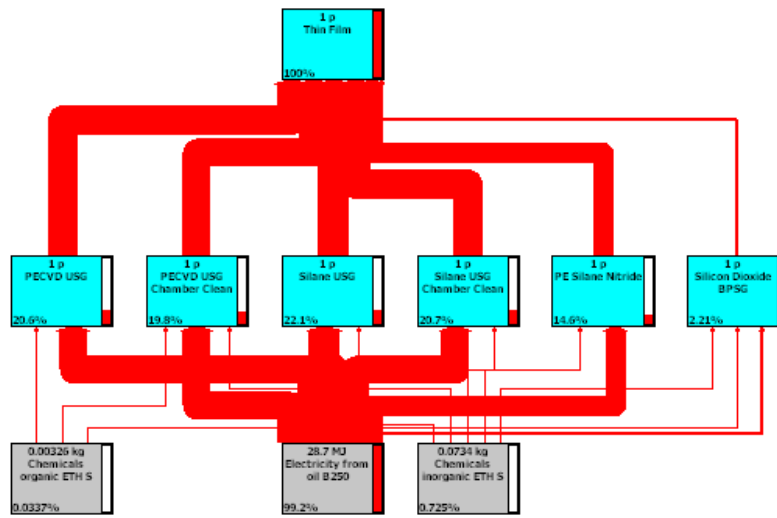 1 p
Thin Film
100%
1 p
PECVD USG
20.6%
1 p
PECVD USG
Chamber Clean
19.8%
1 p
Silane USG
22.1%
1 p
Silane USG
Chamber Clean
20.7%
1 p
PE Silane Nitride
14.6%
1 p
Silicon Dioxide
BPSG
2.21%
0.00326 kg
Chemicals
organic ETH S
0.0337%
28.7 MJ
Electricity from
oil B250
99.2%
0.0734 kg
Chemicals
inorganic ETH S
0.725%